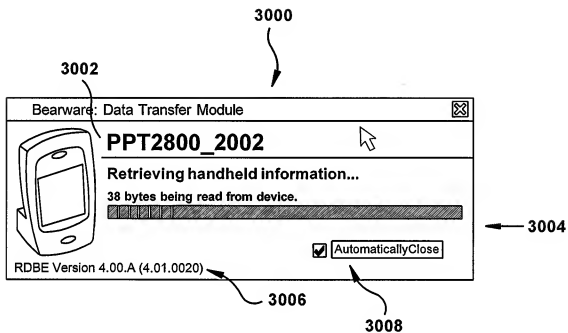 3000
3002
Bearware: Data Transfer Module
PPT2800_2002
Retrieving handheld information...
38 bytes being read from device.
3004
AutomaticallyClose
RDBE Version 4.00.A (4.01.0020)
3006
3008